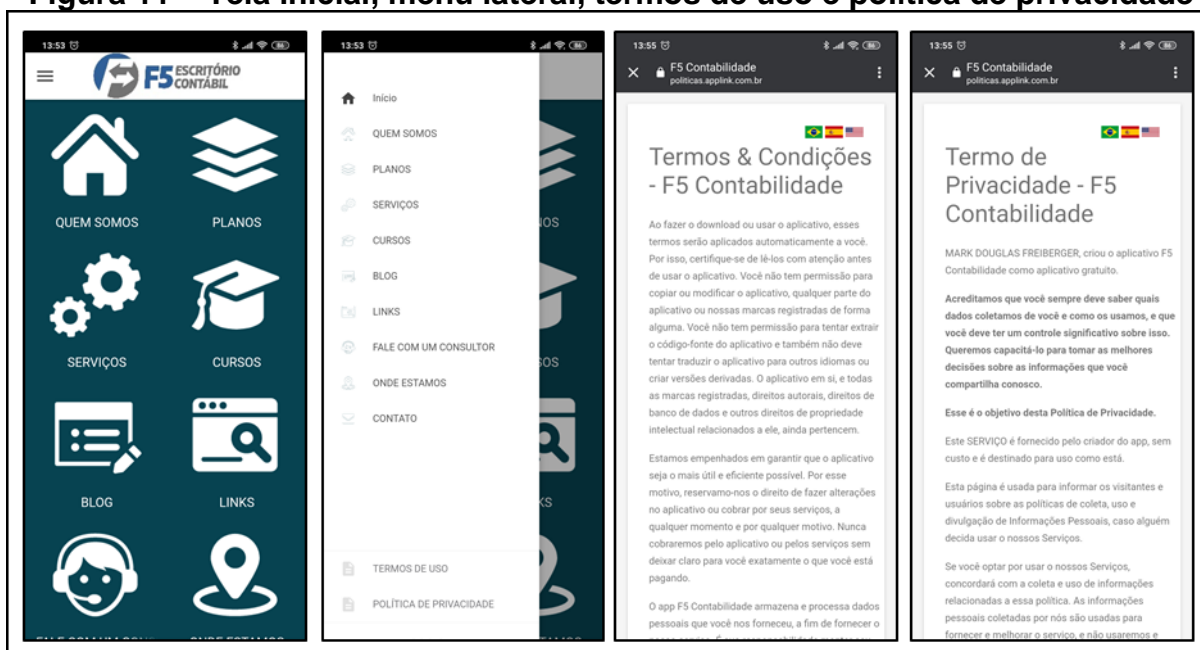 13:53
86
F5 ESCRITÓRIO
CONTÁBIL
QUEM SOMOS
PLANOS
SERVIÇOS
CURSOS
BLOG
LINKS
13:53
86
Início
QUEM SOMOS
PLANOS
SERVIÇOS
CURSOS
BLOG
LINKS
FALE COM UM CONSULTOR
ONDE ESTAMOS
CONTATO
TERMOS DE USO
POLÍTICA DE PRIVACIDADE
13:55
86
F5 Contabilidade
politicas.applink.com.br
Termos & Condições
- F5 Contabilidade
Ao fazer o download ou usar o aplicativo, esses
termos serão aplicados automaticamente a você.
Por isso, certifique-se de lê-los com atenção antes
de usar o aplicativo. Você não tem permissão para
copiar ou modificar o aplicativo, qualquer parte do
aplicativo ou nossas marcas registradas de forma
alguma. Você não tem permissão para tentar extrair
o código-fonte do aplicativo e também não deve
tentar traduzir o aplicativo para outros idiomas ou
criar versões derivadas. O aplicativo em si, e todas
as marcas registradas, direitos autorais, direitos de
banco de dados e outros direitos de propriedade
intelectual relacionados a ele, ainda pertencem.
Estamos empenhados em garantir que o aplicativo
seja o mais útil e eficiente possível. Por esse
motivo, reservamo-nos o direito de fazer alterações
no aplicativo ou cobrar por seus serviços, a
qualquer momento e por qualquer motivo. Nunca
cobraremos pelo aplicativo ou pelos serviços sem
deixar claro para você exatamente o que você está
pagando.
O app F5 Contabilidade armazena e processa dados
pessoais que você nos forneceu, a fim de fornecer o
13:55
86
F5 Contabilidade
politicas.applink.com.br
Termo de
Privacidade - F5
Contabilidade
MARK DOUGLAS FREIBERGER, criou o aplicativo F5
Contabilidade como aplicativo gratuito.
Acreditamos que você sempre deve saber quais
dados coletamos de você e como os usamos, e que
você deve ter um controle significativo sobre isso.
Queremos capacitá-lo para tomar as melhores
decisões sobre as informações que você
compartilha conosco.
Esse é o objetivo desta Política de Privacidade.
Este SERVIÇO é fornecido pelo criador do app, sem
custo e é destinado para uso como está.
Esta página é usada para informar os visitantes e
usuários sobre as políticas de coleta, uso e
divulgação de Informações Pessoais, caso alguém
decida usar o nossos Serviços.
Se você optar por usar o nossos Serviços,
concordará com a coleta e uso de informações
relacionadas a essa política. As informações
pessoais coletadas por nós são usadas para
fornecer e melhorar o serviço, e não usaremos e